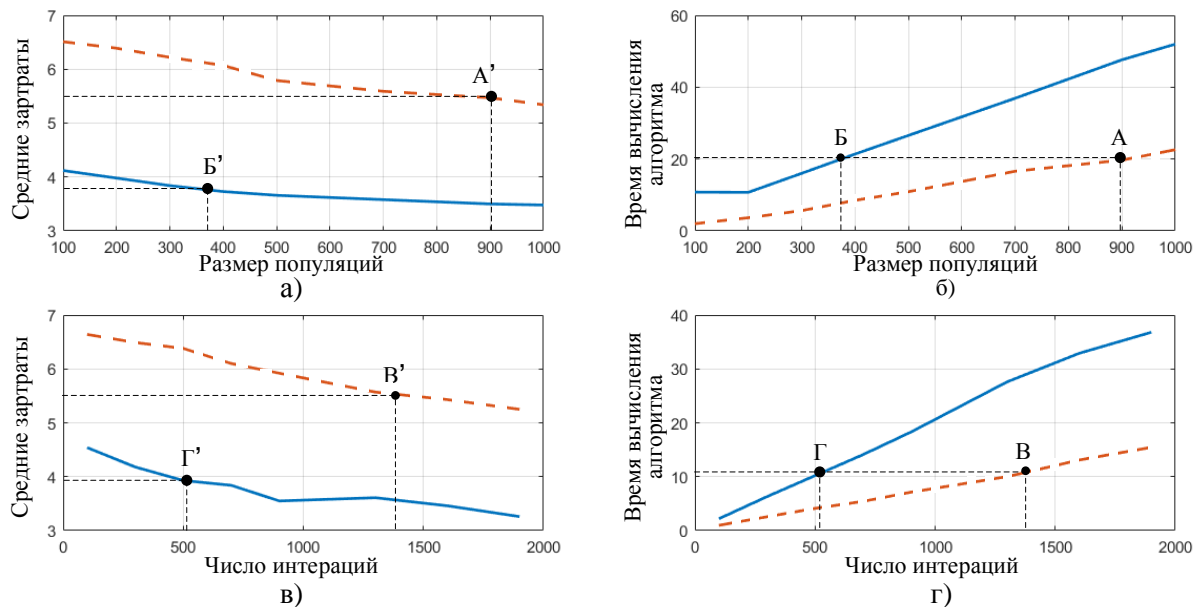 7
6
5
4
3
Средние зартраты
А’
Б’
100 200 300 400 500 600 700 800 900 1000
Размер популяций
а)
60
40
20
0
Время вычисления
алгоритма
Б
А
100 200 300 400 500 600 700 800 900 1000
Размер популяций
б)
7
6
5
4
3
Средние зартраты
В’
Г’
0 500 1000 1500 2000
Число интераций
в)
40
30
20
10
0
Время вычисления
алгоритма
Г
В
0 500 1000 1500 2000
Число интераций
г)